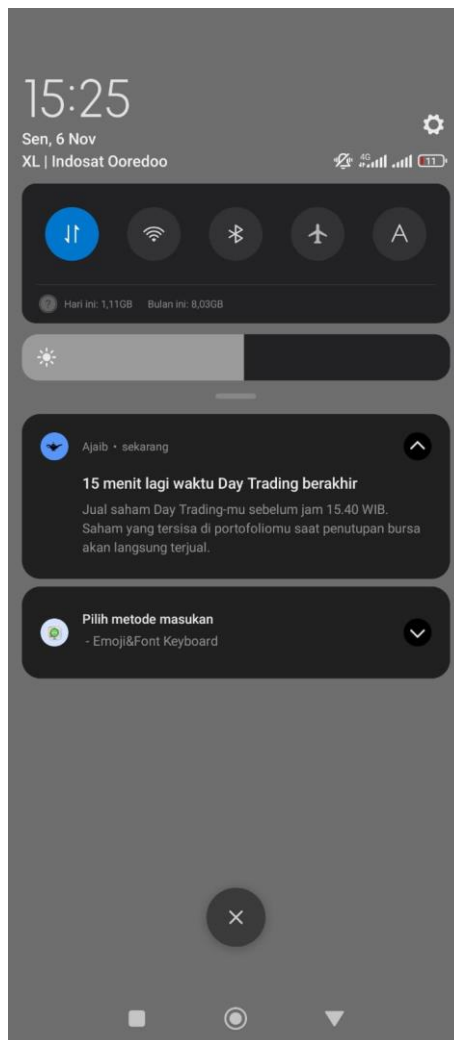 15:25
Sen, 6 Nov
XL | Indosat Ooredoo
4G
11
A
Hari ini: 1,11GB Bulan ini: 8,03GB
Ajaib • sekarang
15 menit lagi waktu Day Trading berakhir
Jual saham Day Trading-mu sebelum jam 15.40 WIB.
Saham yang tersisa di portofoliomu saat penutupan bursa
akan langsung terjual.
Pilih metode masukan
- Emoji&Font Keyboard